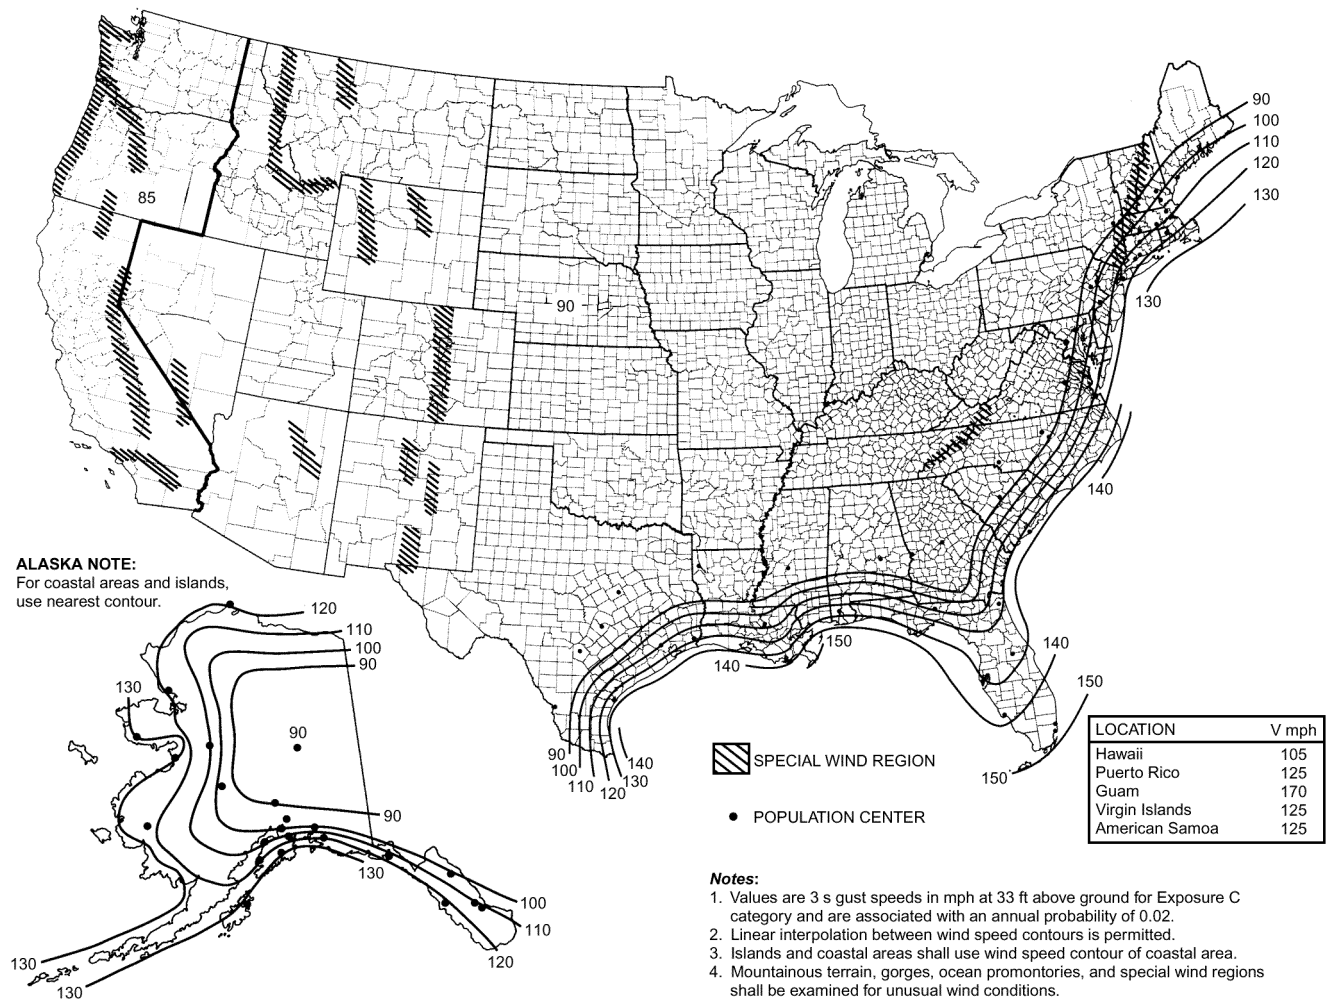 90
100
110
120
130
85
90
130
140
ALASKA NOTE:
For coastal areas and islands,
use nearest contour.
120
110
100
90
130
90
90
130
100
110
120
130
130
150
140
140
150
150
90
100
110
120
130
140
SPECIAL WIND REGION
POPULATION CENTER
LOCATION V mph
Hawaii 105
Puerto Rico 125
Guam 170
Virgin Islands 125
American Samoa 125
Notes:
1. Values are 3 s gust speeds in mph at 33 ft above ground for Exposure C
category and are associated with an annual probability of 0.02.
2. Linear interpolation between wind speed contours is permitted.
3. Islands and coastal areas shall use wind speed contour of coastal area.
4. Mountainous terrain, gorges, ocean promontories, and special wind regions
shall be examined for unusual wind conditions.